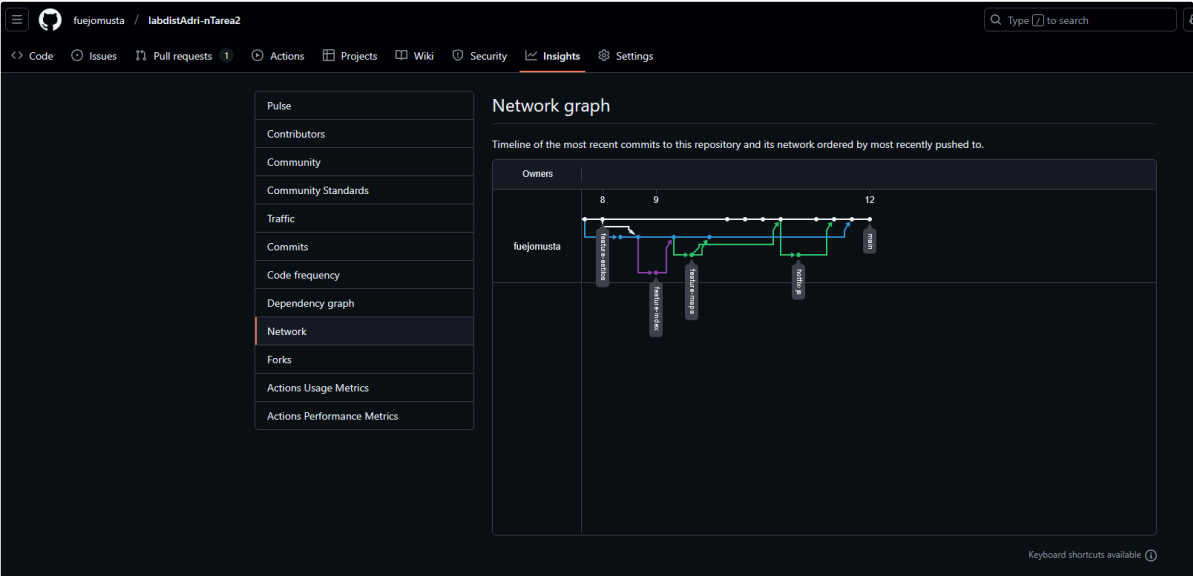 fuejomusta / labdistAdri-nTarea2
Type / to search
Code Issues Pull requests 1 Actions Projects Wiki Security Insights Settings
Pulse
Contributors
Community
Community Standards
Traffic
Commits
Code frequency
Dependency graph
Network
Forks
Actions Usage Metrics
Actions Performance Metrics
Network graph
Timeline of the most recent commits to this repository and its network ordered by most recently pushed to.
Owners
8 9 12
fuejomusta
feature-estilos
feature-index
feature-mapa
main
Keyboard shortcuts available